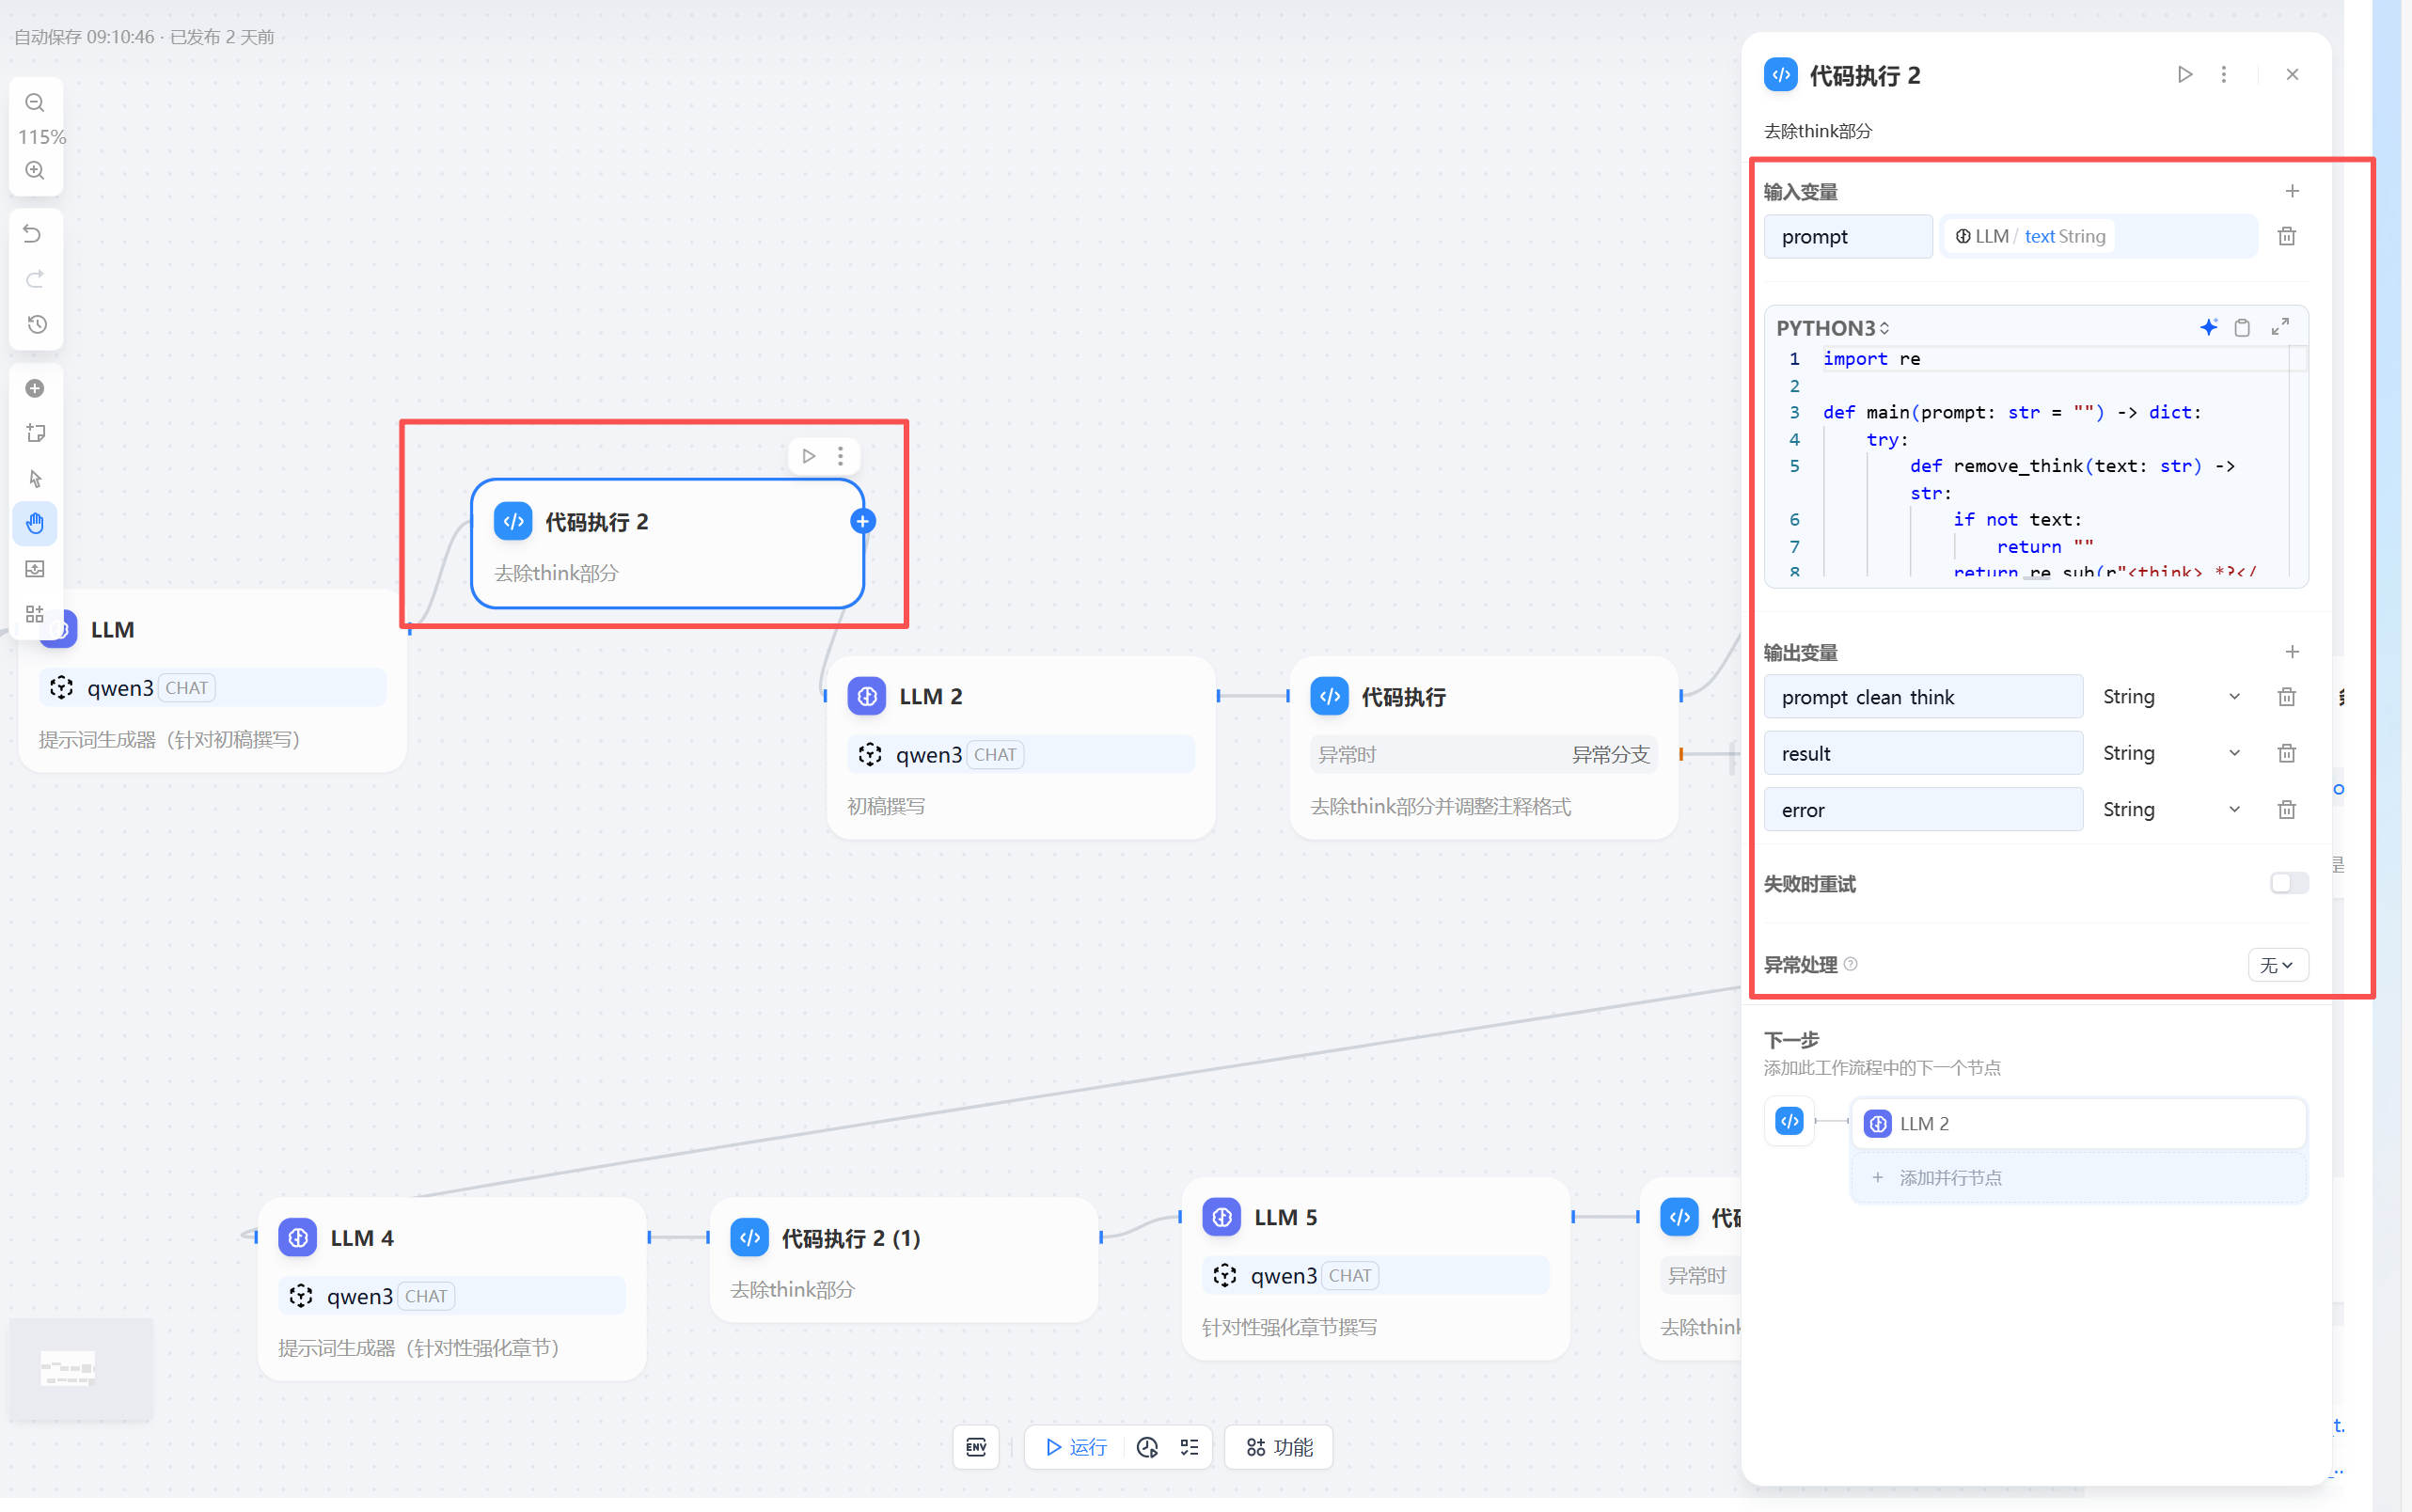 自动保存 09:10:46 · 已发布 2 天前
115%
代码执行 2
去除think部分
LLM
qwen3 CHAT
提示词生成器（针对初稿撰写）
LLM 2
qwen3 CHAT
初稿撰写
代码执行
异常时 异常分支
去除think部分并调整注释格式
LLM 4
qwen3 CHAT
提示词生成器（针对性强化章节）
代码执行 2 (1)
去除think部分
LLM 5
qwen3 CHAT
针对性强化章节撰写
异常时
去除think
ENV
运行
功能
代码执行 2
去除think部分
输入变量
prompt LLM / text String
PYTHON3
1 import re
2
3 def main(prompt: str = "") -> dict:
4 try:
5 def remove_think(text: str) ->
str:
6 if not text:
7 return ""
8 return re.sub(r"<think>.*?</
输出变量
prompt_clean_think String
result String
error String
失败时重试
异常处理 无
下一步
添加此工作流程中的下一个节点
LLM 2
+ 添加并行节点